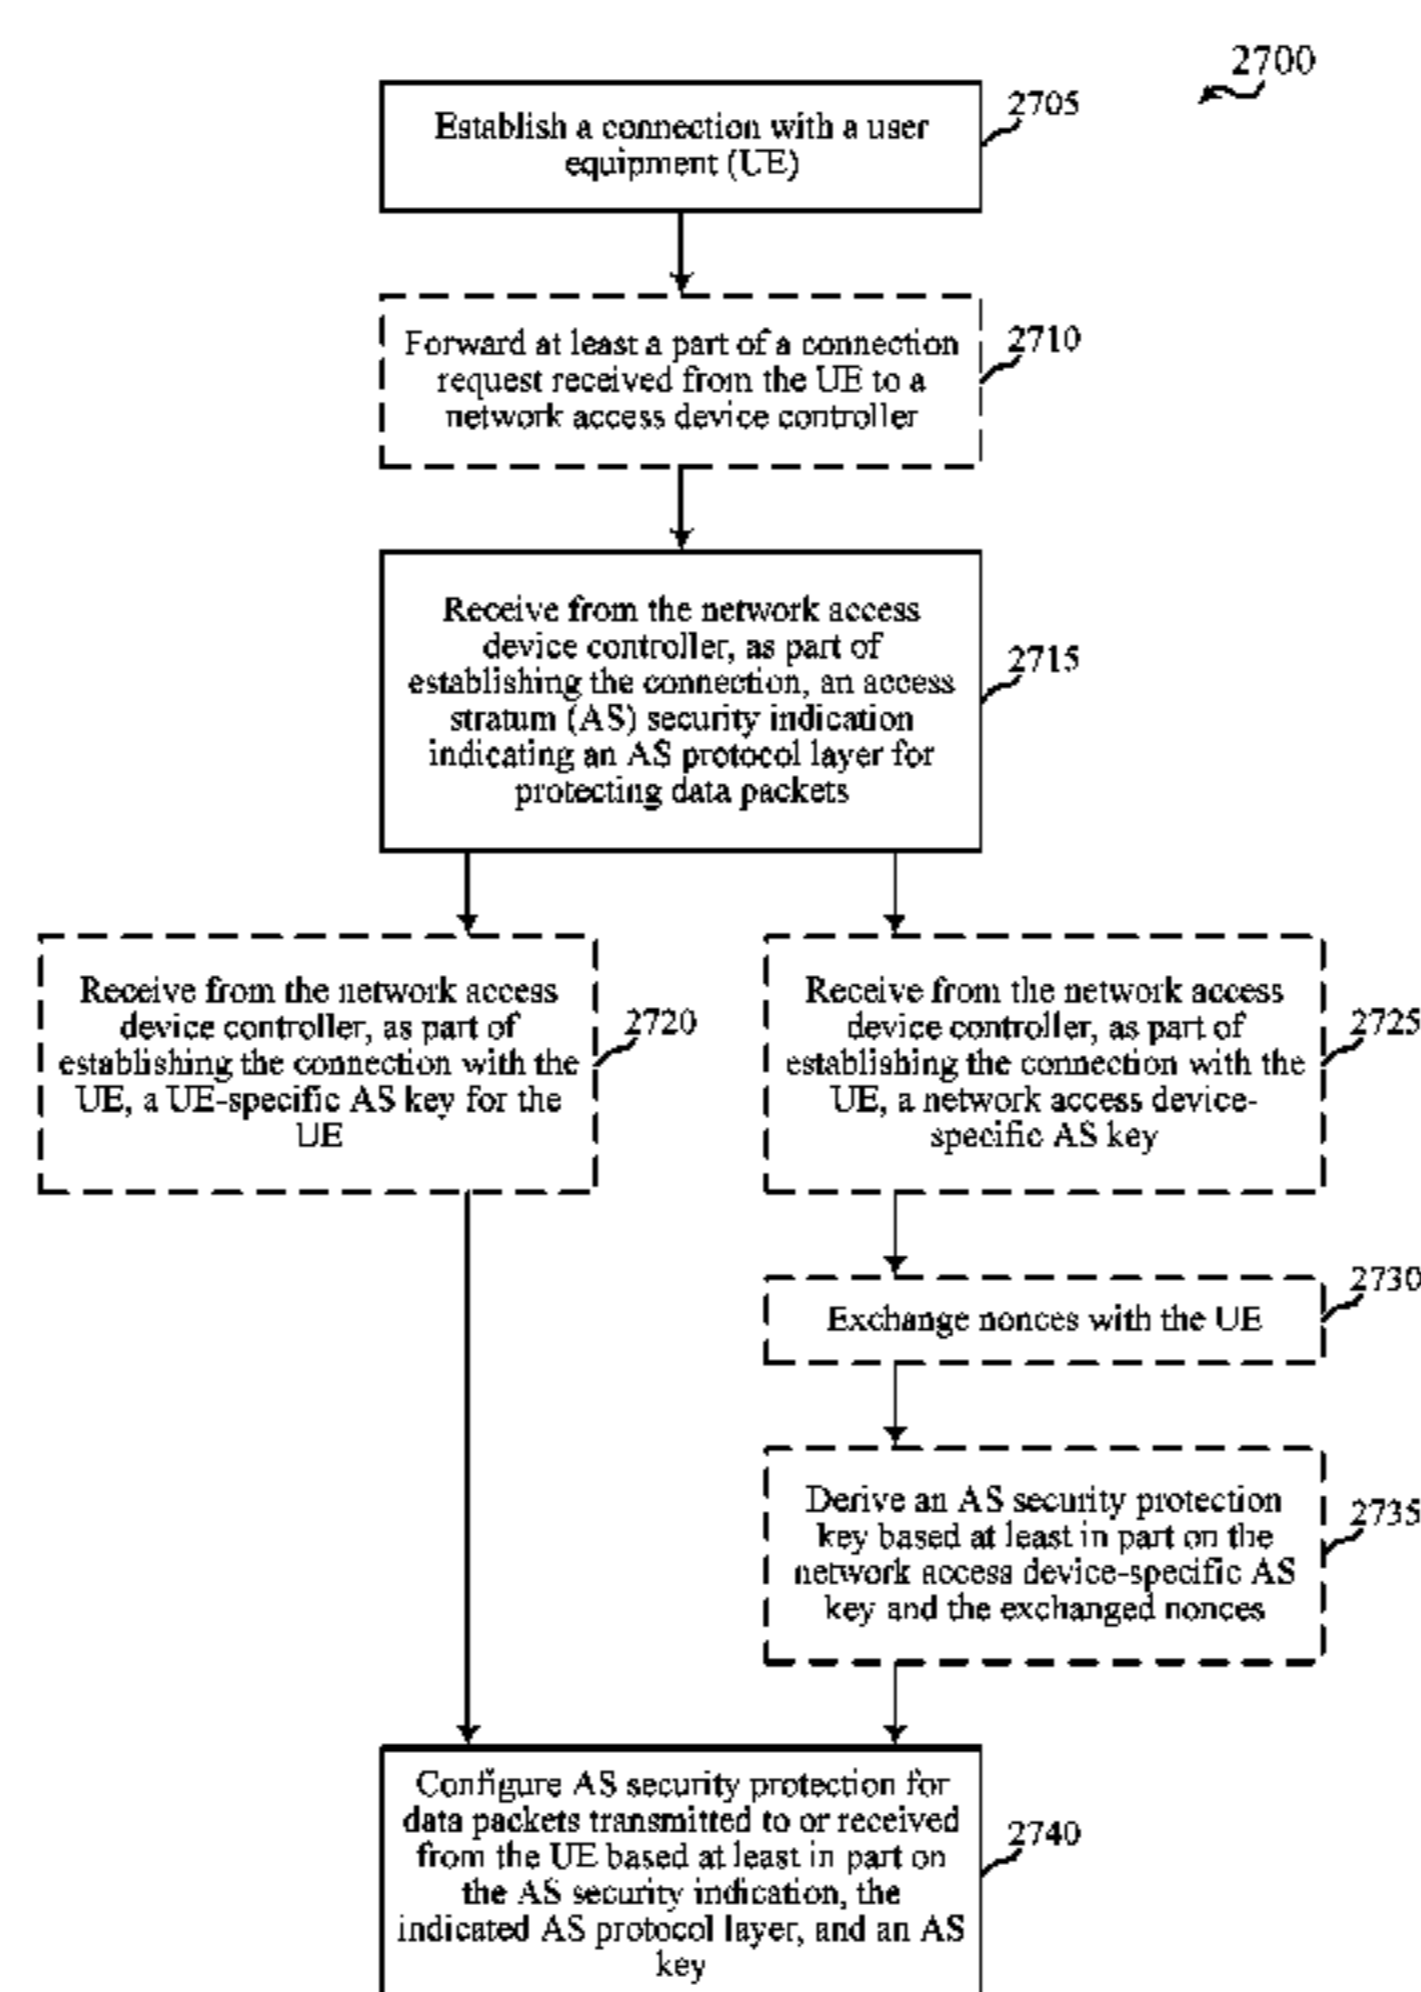 2700
Establish a connection with a user
equipment (UE)
2705
Forward at least a part of a connection
request received from the UE to a
network access device controller
2710
Receive from the network access
device controller, as part of
establishing the connection, an access
stratum (AS) security indication
indicating an AS protocol layer for
protecting data packets
2715
Receive from the network access
device controller, as part of
establishing the connection with the
UE, a UE-specific AS key for the
UE
2720
Receive from the network access
device controller, as part of
establishing the connection with the
UE, a network access device-
specific AS key
2725
Exchange nonces with the UE
2730
Derive an AS security protection
key based at least in part on the
network access device-specific AS
key and the exchanged nonces
2735
Configure AS security protection for
data packets transmitted to or received
from the UE based at least in part on
the AS security indication, the
indicated AS protocol layer, and an AS
key
2740